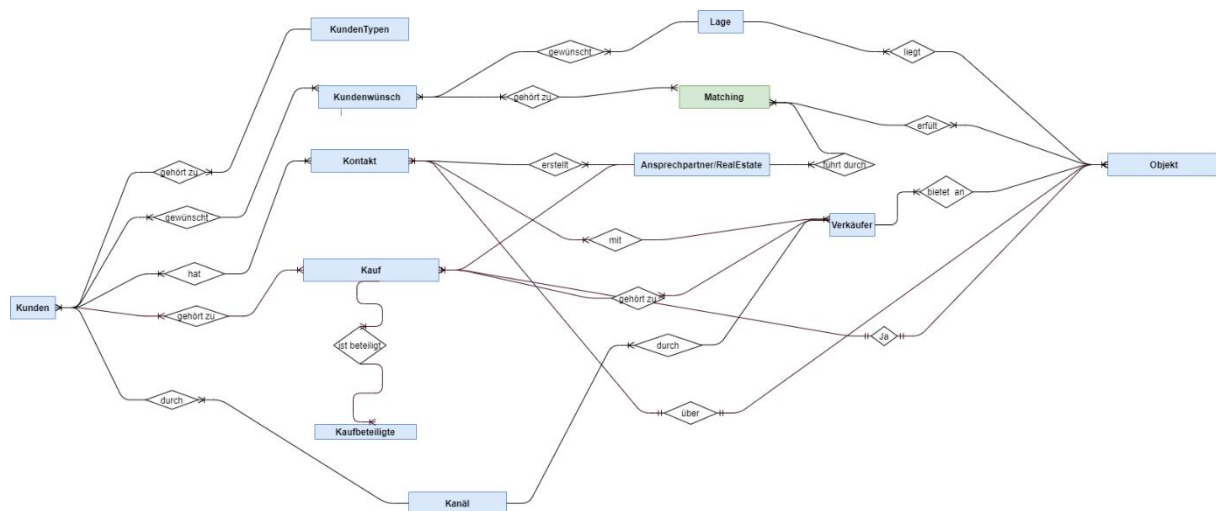 Lage
KundenTypen
gewünscht
liegt
Kundenwünsch
gehört zu
Matching
erfült
Kontakt
erstellt
Ansprechpartner/RealEstate
führt durch
Objekt
gehört zu
bietet an
gewünscht
Verkäufer
mit
hat
Kauf
gehört zu
Kunden
gehört zu
Ja
ist beteiligt
durch
durch
über
Kaufbeteiligte
Kanäl